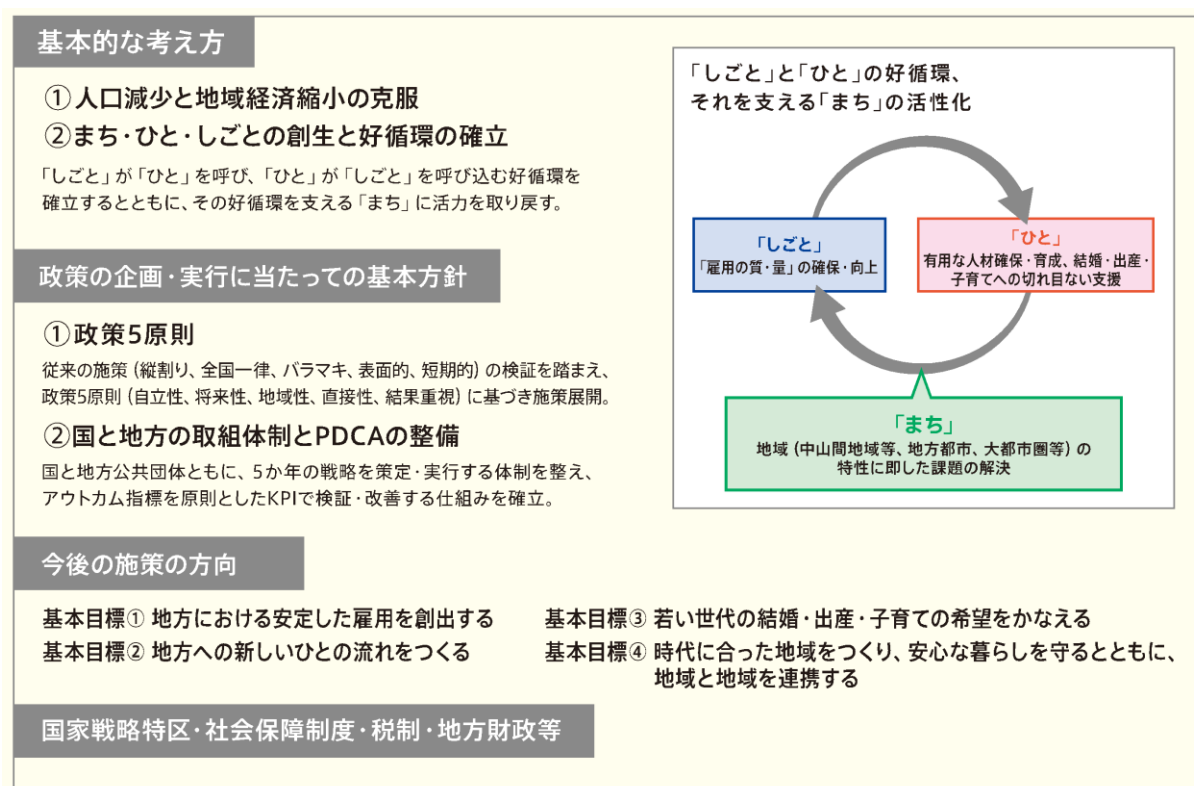 基本的な考え方
①人口減少と地域経済縮小の克服
②まち・ひと・しごとの創生と好循環の確立
「しごと」が「ひと」を呼び、「ひと」が「しごと」を呼び込む好循環を
確立するとともに、その好循環を支える「まち」に活力を取り戻す。
「しごと」と「ひと」の好循環、
それを支える「まち」の活性化
「しごと」
「雇用の質・量」の確保・向上
「ひと」
有用な人材確保・育成、結婚・出産・
子育てへの切れ目ない支援
「まち」
地域（中山間地域等、地方都市、大都市圏等）の
特性に即した課題の解決
政策の企画・実行に当たっての基本方針
①政策5原則
従来の施策（縦割り、全国一律、バラマキ、表面的、短期的）の検証を踏まえ、
政策5原則（自立性、将来性、地域性、直接性、結果重視）に基づき施策展開。
②国と地方の取組体制とPDCAの整備
国と地方公共団体ともに、5か年の戦略を策定・実行する体制を整え、
アウトカム指標を原則としたKPIで検証・改善する仕組みを確立。
今後の施策の方向
基本目標① 地方における安定した雇用を創出する
基本目標② 地方への新しいひとの流れをつくる
基本目標③ 若い世代の結婚・出産・子育ての希望をかなえる
基本目標④ 時代に合った地域をつくり、安心な暮らしを守るとともに、
地域と地域を連携する
国家戦略特区・社会保障制度・税制・地方財政等